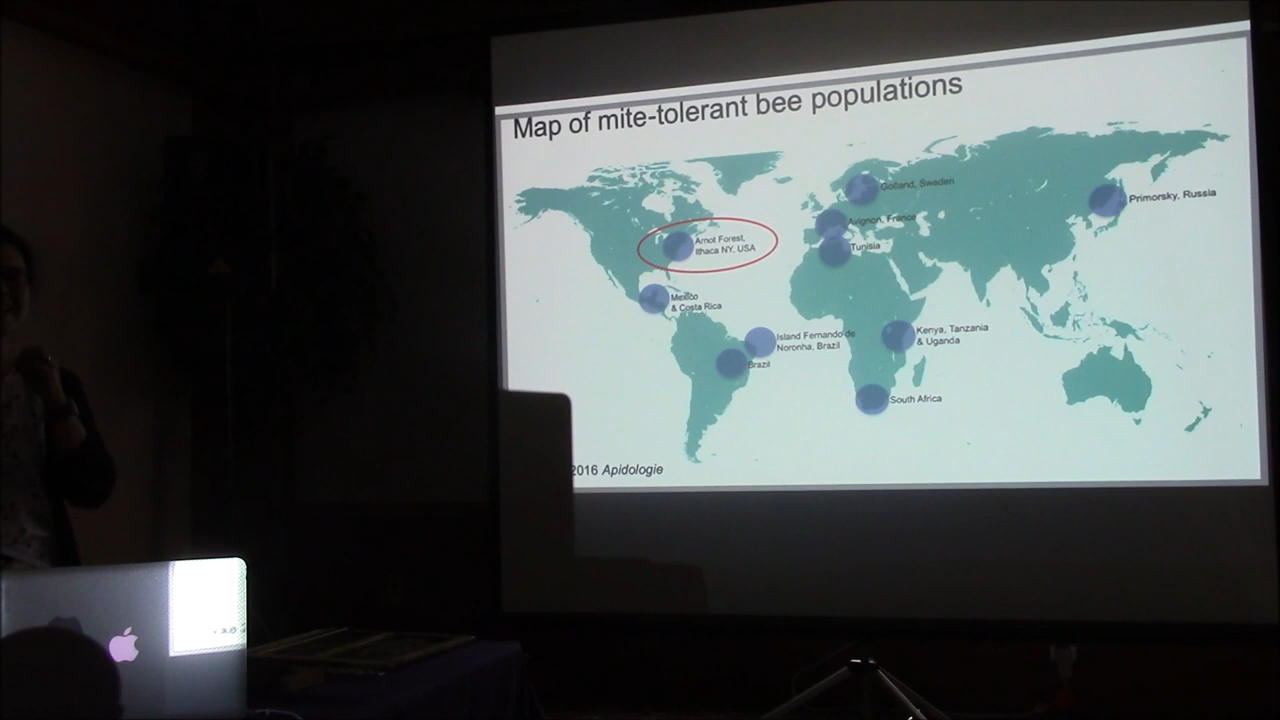 Map of mite-tolerant bee populations
Gotland, Sweden
Primorsky, Russia
Avignon, France
Arnot Forest,
Ithaca NY, USA
Tunisia
Mexico
& Costa Rica
Island Fernando de
Noronha, Brazil
Kenya, Tanzania
& Uganda
Brazil
South Africa
2016 Apidologie